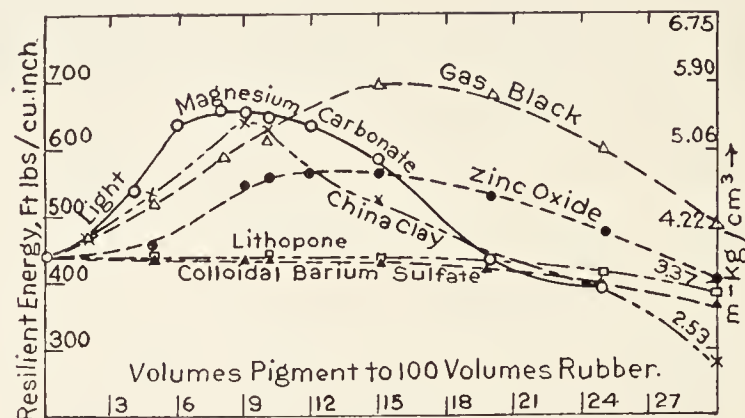 Resilient Energy, Ft lbs/cu.inch.
700
600
500
400
300
Light
Magnesium
Carbonate
Gas Black
Zinc Oxide
China Clay
Lithopone
Colloidal Barium Sulfate
6.75
5.90
5.06
4.22
3.37
2.53
m-kg/cm³
Volumes Pigment to 100 Volumes Rubber.
3 6 9 12 15 18 21 24 27